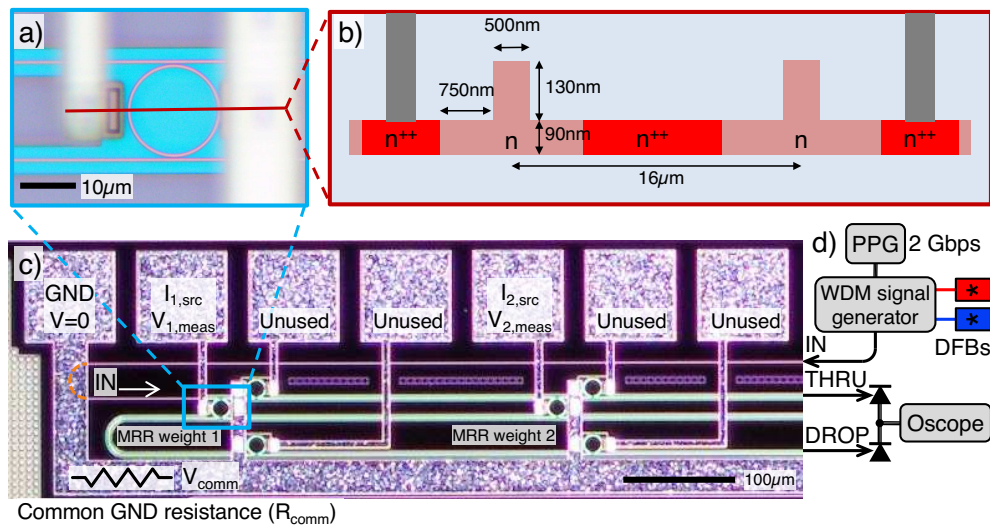 a)
10µm
b)
500nm
750nm
130nm
n++
n
n++
90nm
n
n++
16µm
c)
GND
V=0
I1,src
V1,meas
Unused
Unused
I2,src
V2,meas
Unused
Unused
IN
MRR weight 1
MRR weight 2
Vcomm
100µm
Common GND resistance (Rcomm)
d)
PPG
2 Gbps
WDM signal
generator
DFBs
IN
THRU
DROP
Oscope